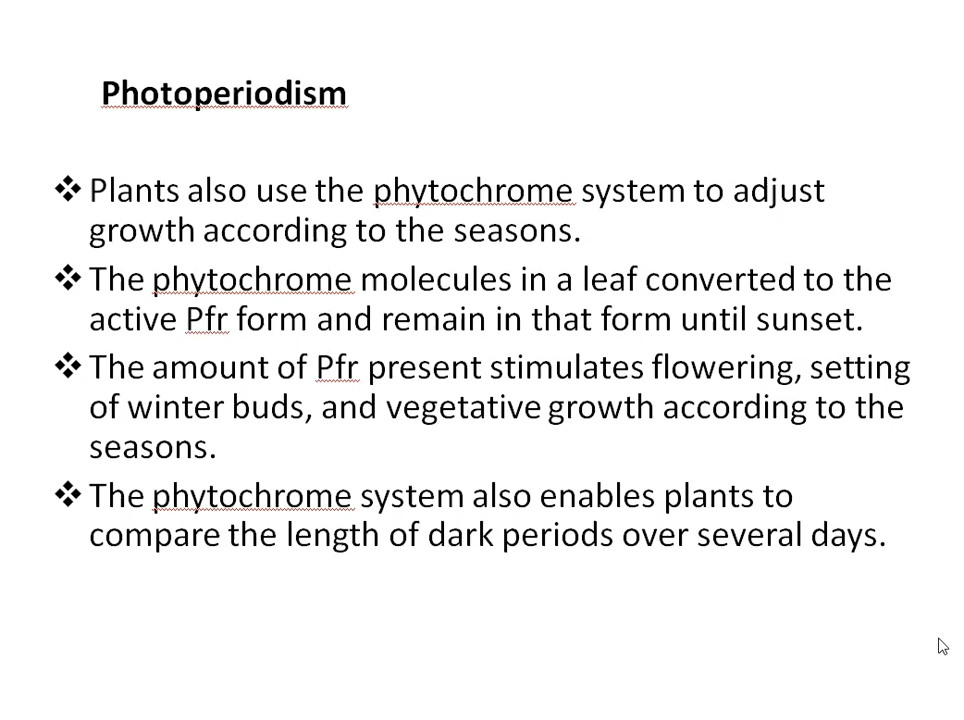 Photoperiodism
❖ Plants also use the phytochrome system to adjust
growth according to the seasons.
❖ The phytochrome molecules in a leaf converted to the
active Pfr form and remain in that form until sunset.
❖ The amount of Pfr present stimulates flowering, setting
of winter buds, and vegetative growth according to the
seasons.
❖ The phytochrome system also enables plants to
compare the length of dark periods over several days.